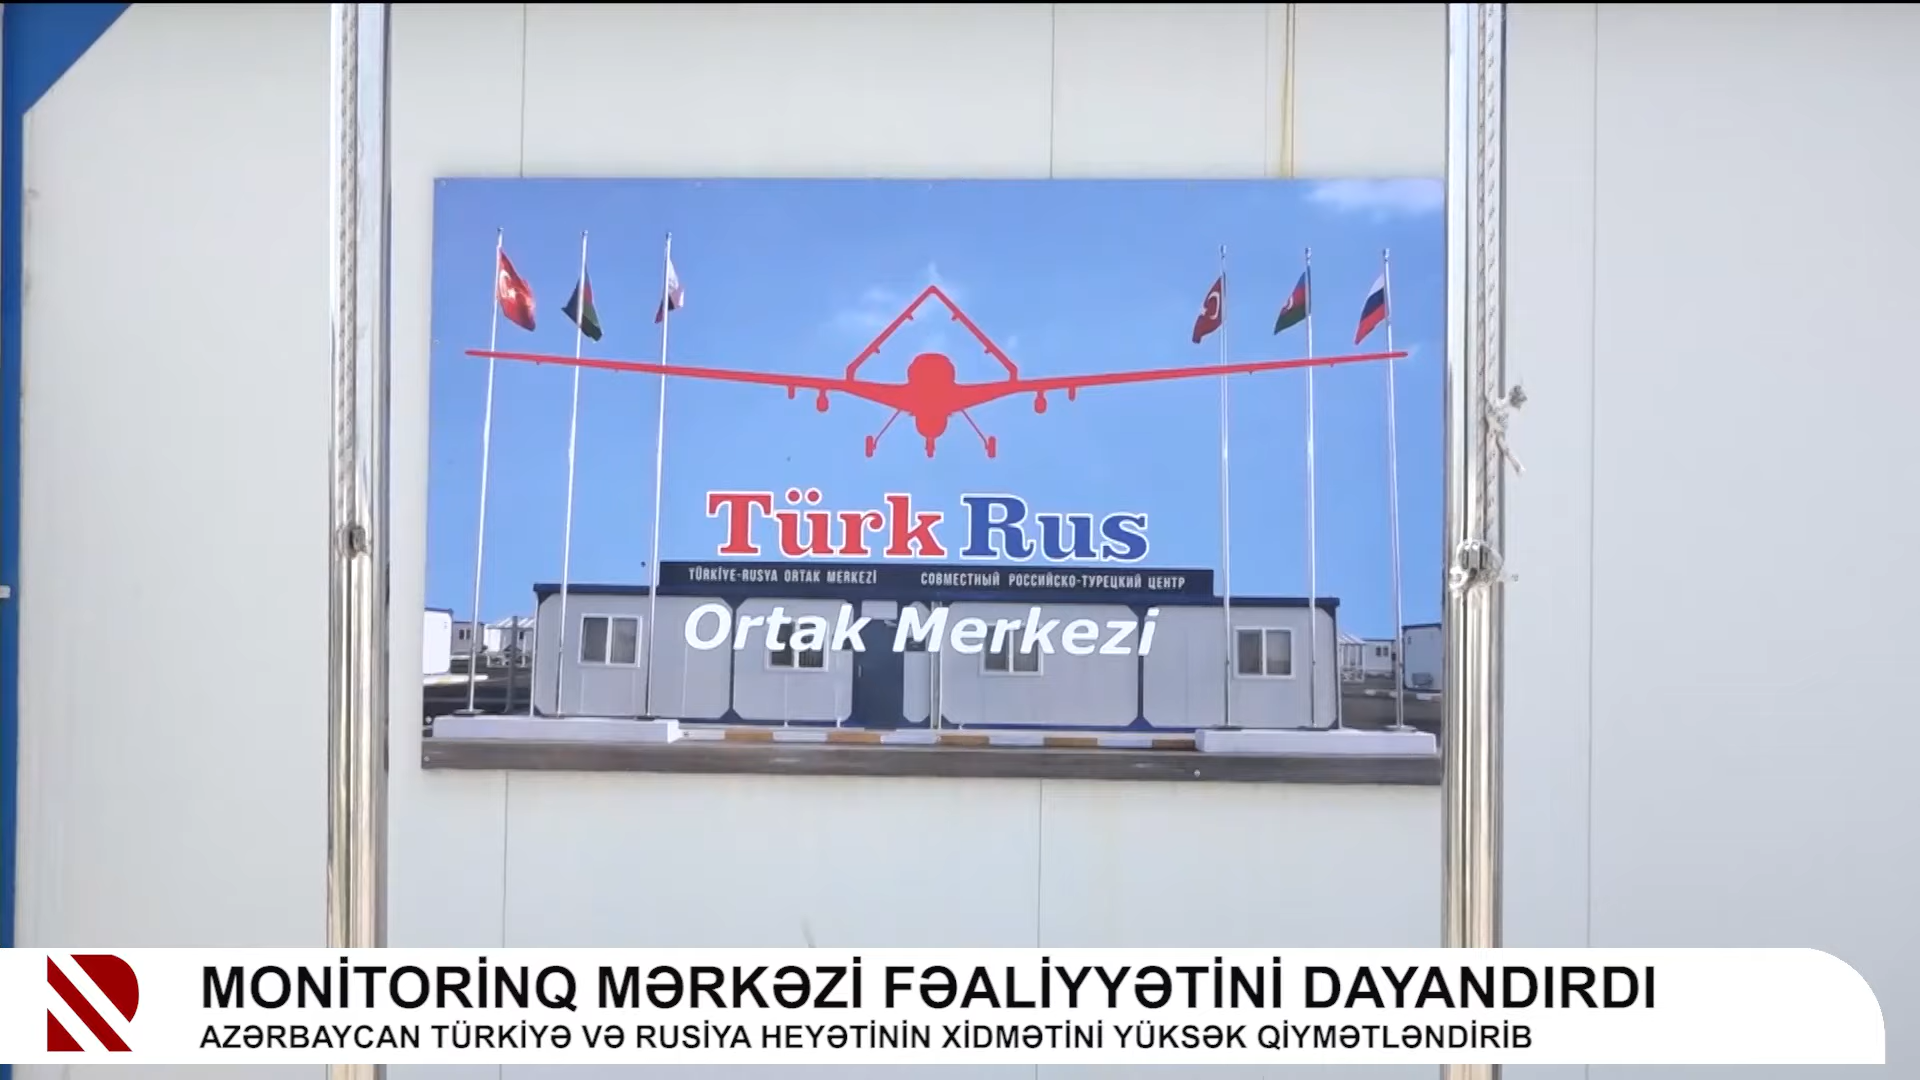 Türk Rus
TÜRKİYE-RUSYA ORTAK MERKEZİ СОВМЕСТНЫЙ РОССИЙСКО-ТУРЕЦКИЙ ЦЕНТР
Ortak Merkezi
MONİTORİNQ MƏRKƏZİ FƏALİYYƏTİNİ DAYANDIRDI
AZƏRBAYCAN TÜRKİYƏ VƏ RUSİYA HEYƏTİNİN XİDMƏTİNİ YÜKSƏK QİYMƏTLƏNDİRİB